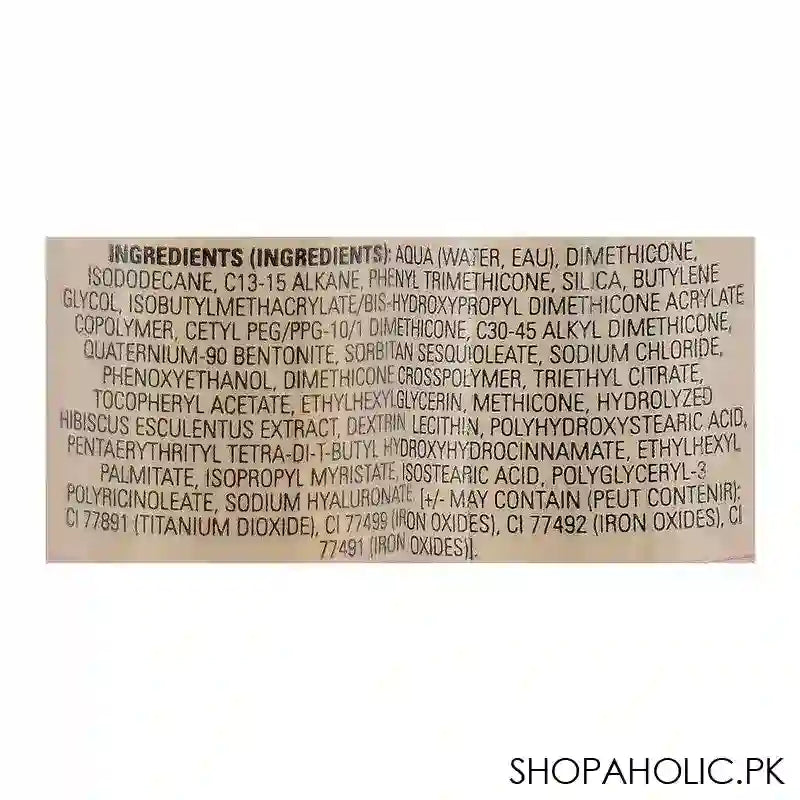 INGREDIENTS (INGREDIENTS): AQUA (WATER, EAU), DIMETHICONE,
ISODODECANE, C13-15 ALKANE, PHENYL TRIMETHICONE, SILICA, BUTYLENE
GLYCOL, ISOBUTYLMETHACRYLATE/BIS-HYDROXYPROPYL DIMETHICONE ACRYLATE
COPOLYMER, CETYL PEG/PPG-10/1 DIMETHICONE, C30-45 ALKYL DIMETHICONE,
QUATERNIUM-90 BENTONITE, SORBITAN SESQUIOLEATE, SODIUM CHLORIDE,
PHENOXYETHANOL, DIMETHICONE CROSSPOLYMER, TRIETHYL CITRATE,
TOCOPHERYL ACETATE, ETHYLHEXYLGLYCERIN, METHICONE, HYDROLYZED
HIBISCUS ESCULENTUS EXTRACT, DEXTRIN LECITHIN, POLYHYDROXYSTEARIC ACID,
PENTAERYTHRITYL TETRA-DI-T-BUTYL HYDROXYHYDROCINNAMATE, ETHYLHEXYL
PALMITATE, ISOPROPYL MYRISTATE, ISOSTEARIC ACID, POLYGLYCERYL-3
POLYRICINOLEATE, SODIUM HYALURONATE [+/- MAY CONTAIN (PEUT CONTENIR):
CI 77891 (TITANIUM DIOXIDE), CI 77499 (IRON OXIDES), CI 77492 (IRON OXIDES), CI
77491 (IRON OXIDES)].
SHOPAHOLIC.PK